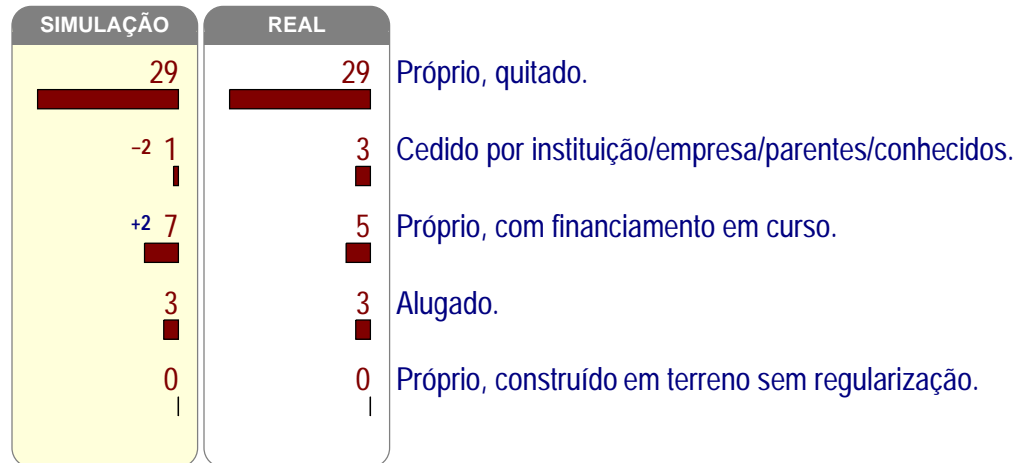 SIMULAÇÃO REAL
29 29 Próprio, quitado.
−2 1 3 Cedido por instituição/empresa/parentes/conhecidos.
+2 7 5 Próprio, com financiamento em curso.
3 3 Alugado.
0 0 Próprio, construído em terreno sem regularização.